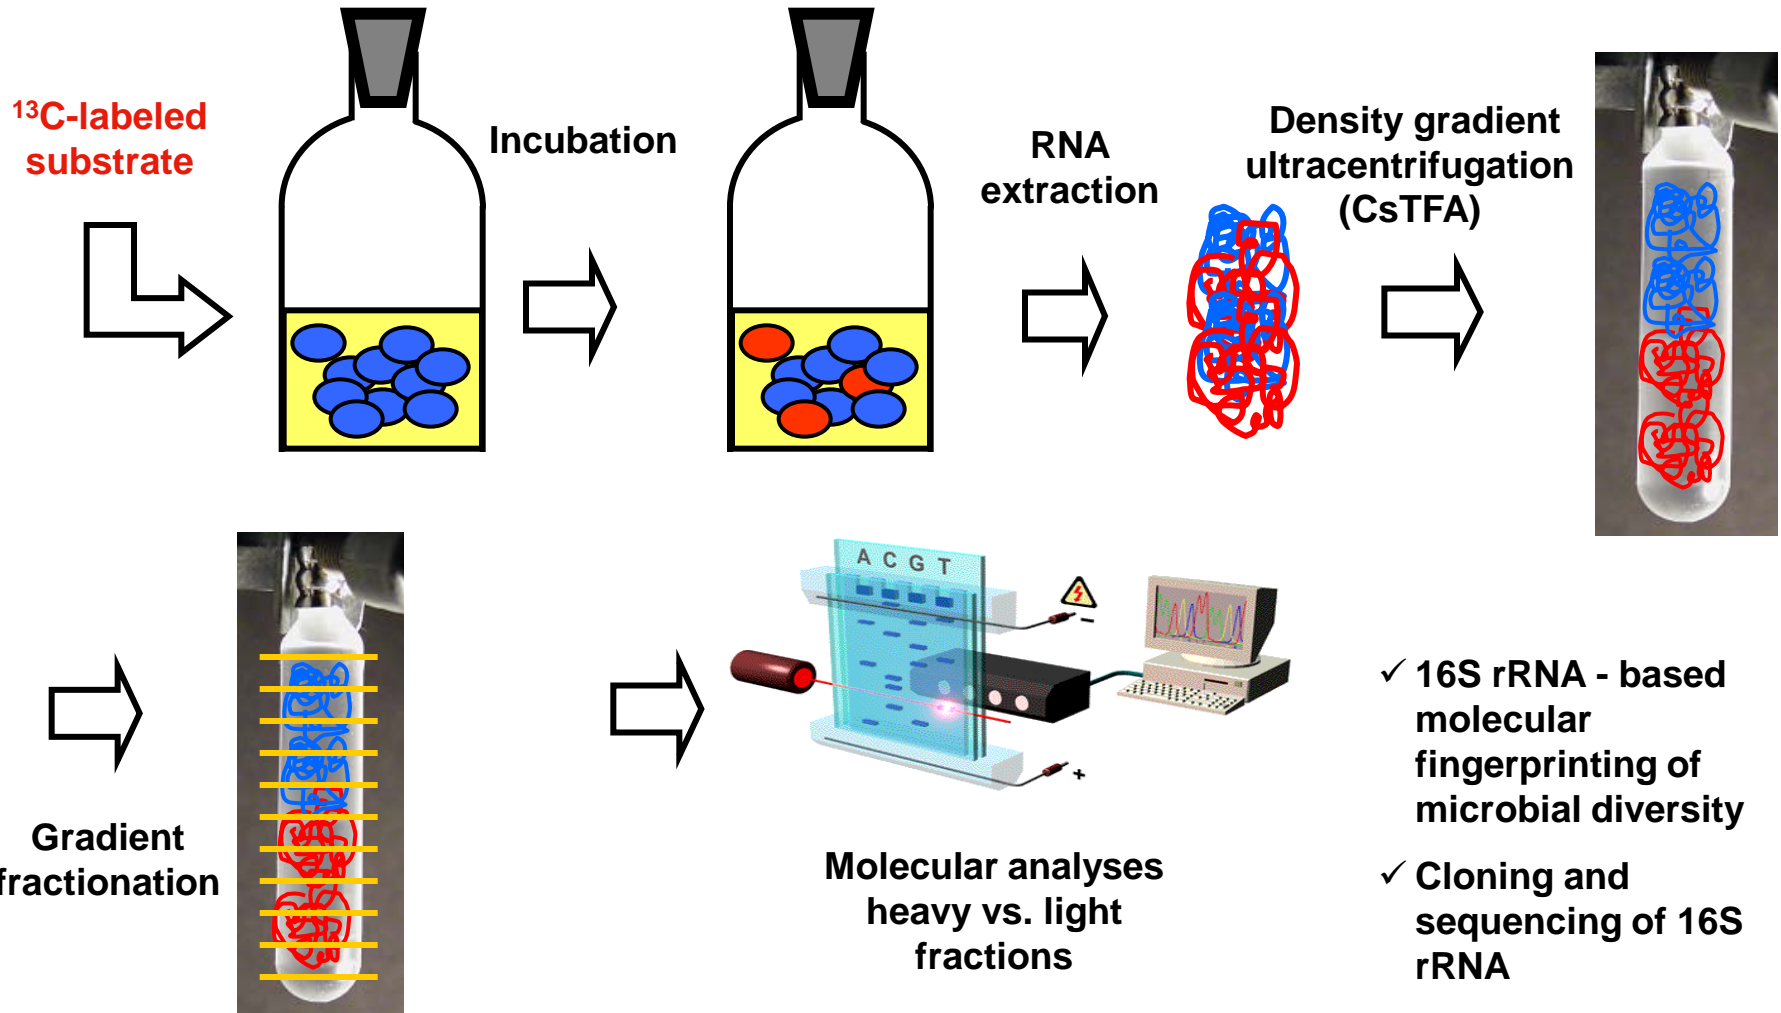 ¹³C-labeled
substrate
Incubation
RNA
extraction
Density gradient
ultracentrifugation
(CsTFA)
Gradient
fractionation
A C G T
−
+
Molecular analyses
heavy vs. light
fractions
✓ 16S rRNA - based
molecular
fingerprinting of
microbial diversity
✓ Cloning and
sequencing of 16S
rRNA